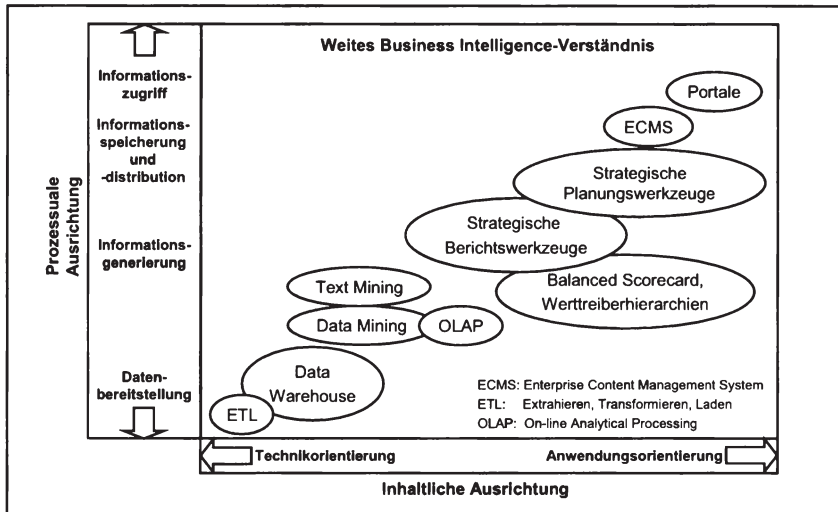 Weites Business Intelligence-Verständnis
Prozessuale
Ausrichtung
Informations-
zugriff
Informations-
speicherung
und
-distribution
Informations-
generierung
Daten-
bereitstellung
Portale
ECMS
Strategische
Planungswerkzeuge
Strategische
Berichtswerkzeuge
Balanced Scorecard,
Werttreiberhierarchien
Text Mining
Data Mining
OLAP
Data
Warehouse
ETL
ECMS: Enterprise Content Management System
ETL: Extrahieren, Transformieren, Laden
OLAP: On-line Analytical Processing
Technikorientierung
Anwendungsorientierung
Inhaltliche Ausrichtung